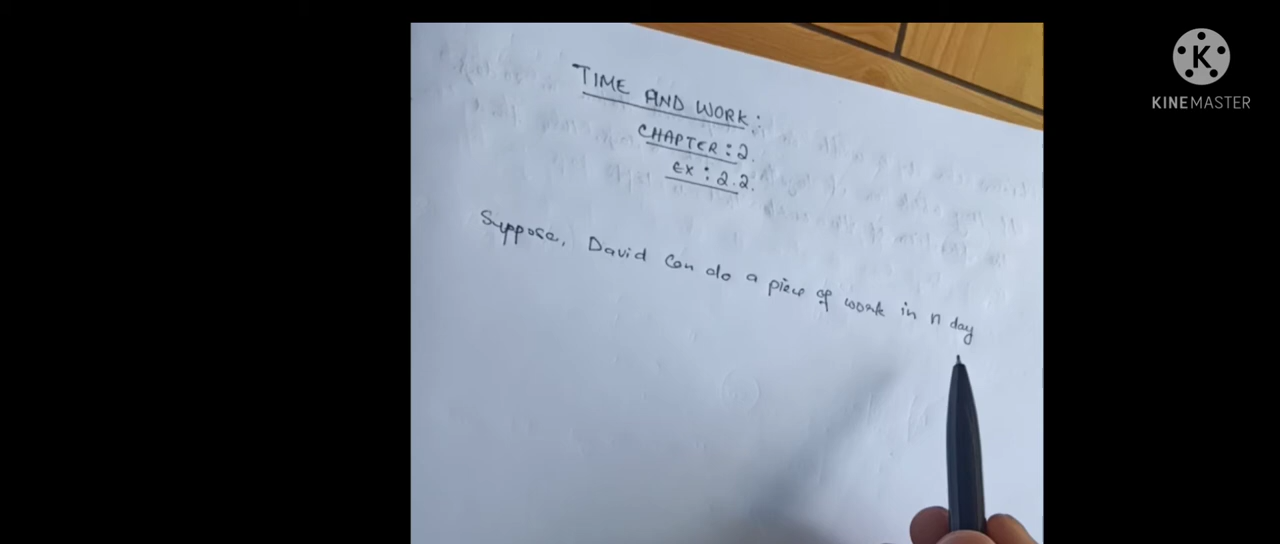 TIME AND WORK:
CHAPTER: 2.
EX: 2.2.
Suppose, David can do a piece of work in n day
K
KINEMASTER